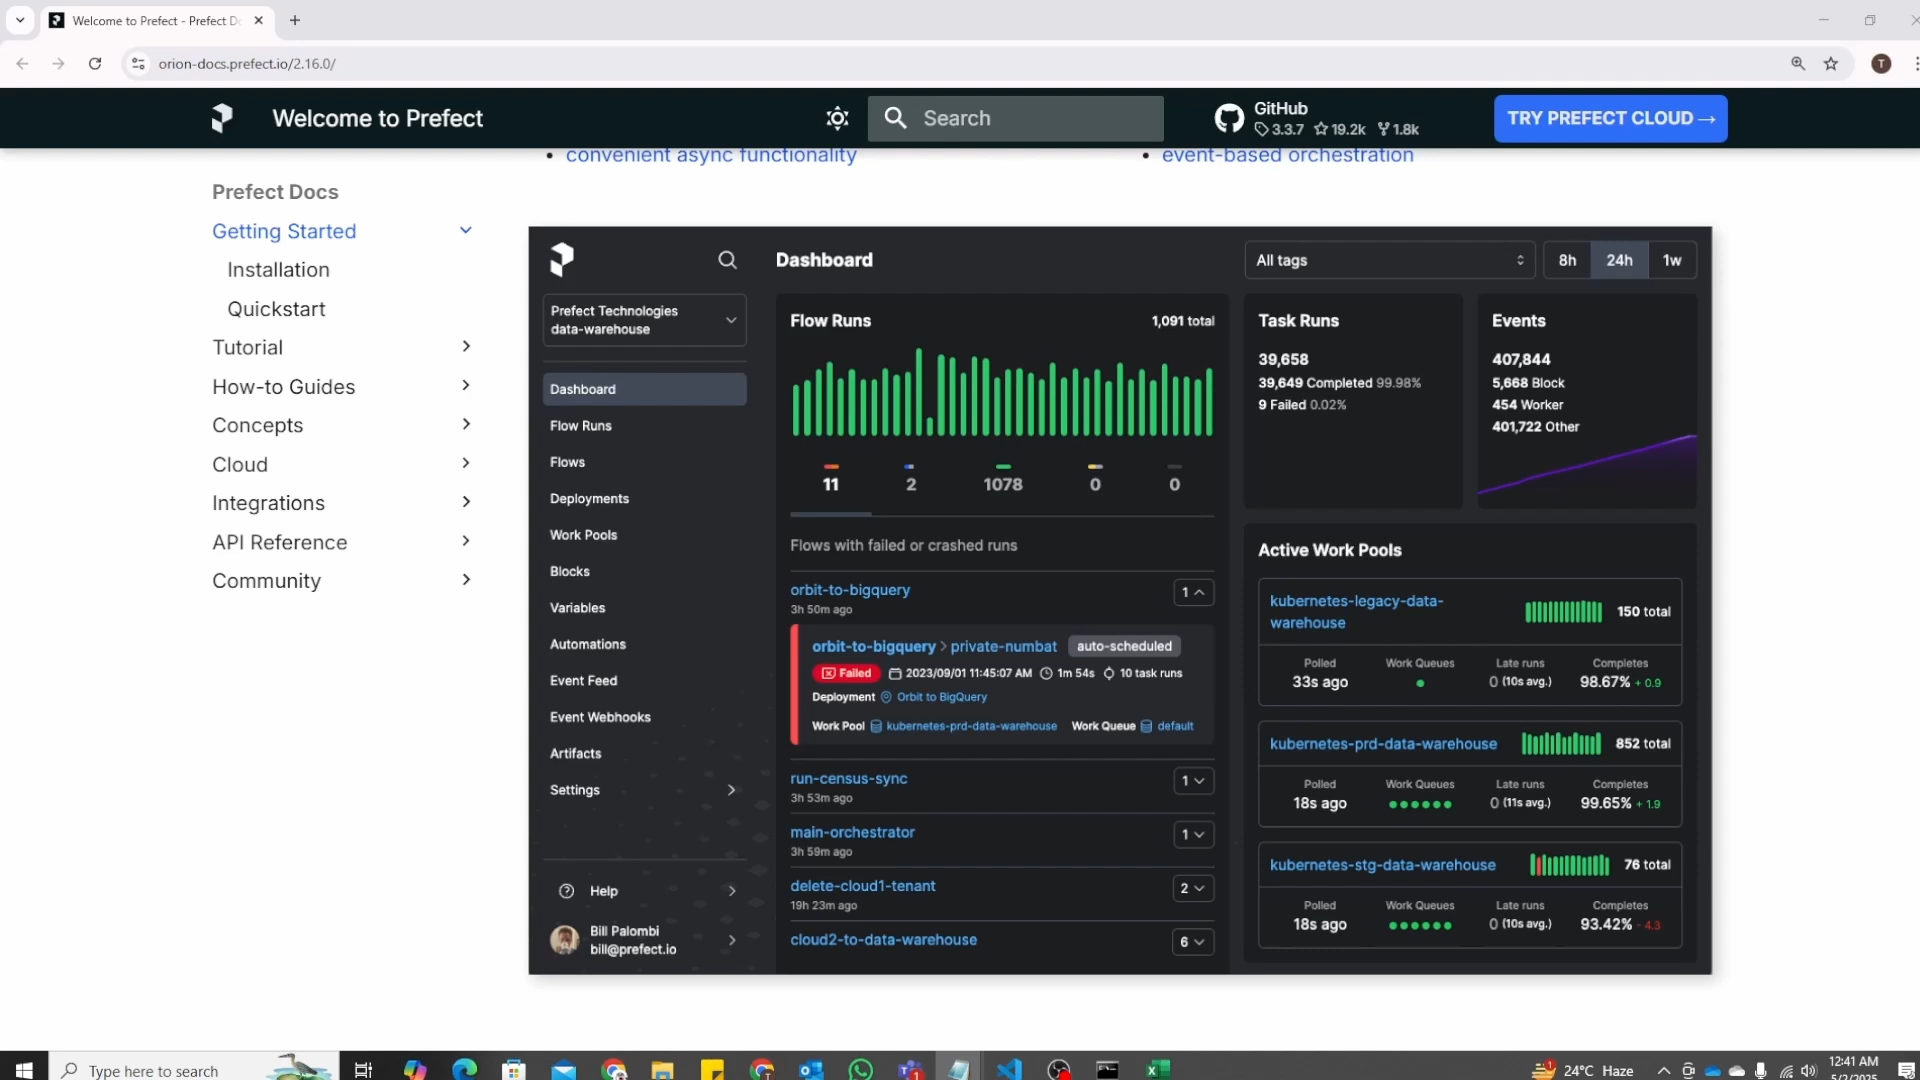 Welcome to Prefect - Prefect D
orion-docs.prefect.io/2.16.0/
T
Welcome to Prefect
Search
GitHub
3.3.7 19.2k 1.8k
TRY PREFECT CLOUD →
convenient async functionality
event-based orchestration
Prefect Docs
Getting Started
Installation
Quickstart
Tutorial
How-to Guides
Concepts
Cloud
Integrations
API Reference
Community
Prefect Technologies
data-warehouse
Dashboard
Flow Runs
Flows
Deployments
Work Pools
Blocks
Variables
Automations
Event Feed
Event Webhooks
Artifacts
Settings
Help
Bill Palombi
bill@prefect.io
Dashboard
All tags
8h 24h 1w
Flow Runs 1,091 total
11 2 1078 0 0
Flows with failed or crashed runs
orbit-to-bigquery 1
3h 50m ago
orbit-to-bigquery > private-numbat auto-scheduled
Failed 2023/09/01 11:45:07 AM 1m 54s 10 task runs
Deployment Orbit to BigQuery
Work Pool kubernetes-prd-data-warehouse Work Queue default
run-census-sync 1
3h 53m ago
main-orchestrator 1
3h 59m ago
delete-cloud1-tenant 2
19h 23m ago
cloud2-to-data-warehouse 6
Task Runs
39,658
39,649 Completed 99.98%
9 Failed 0.02%
Events
407,844
5,668 Block
454 Worker
401,722 Other
Active Work Pools
kubernetes-legacy-data-
warehouse
150 total
Polled Work Queues Late runs Completes
33s ago 0 (10s avg.) 98.67% + 0.9
kubernetes-prd-data-warehouse 852 total
Polled Work Queues Late runs Completes
18s ago 0 (11s avg.) 99.65% + 1.9
kubernetes-stg-data-warehouse 76 total
Polled Work Queues Late runs Completes
18s ago 0 (10s avg.) 93.42% - 4.3
Type here to search
24°C Haze
12:41 AM
5/2/2025